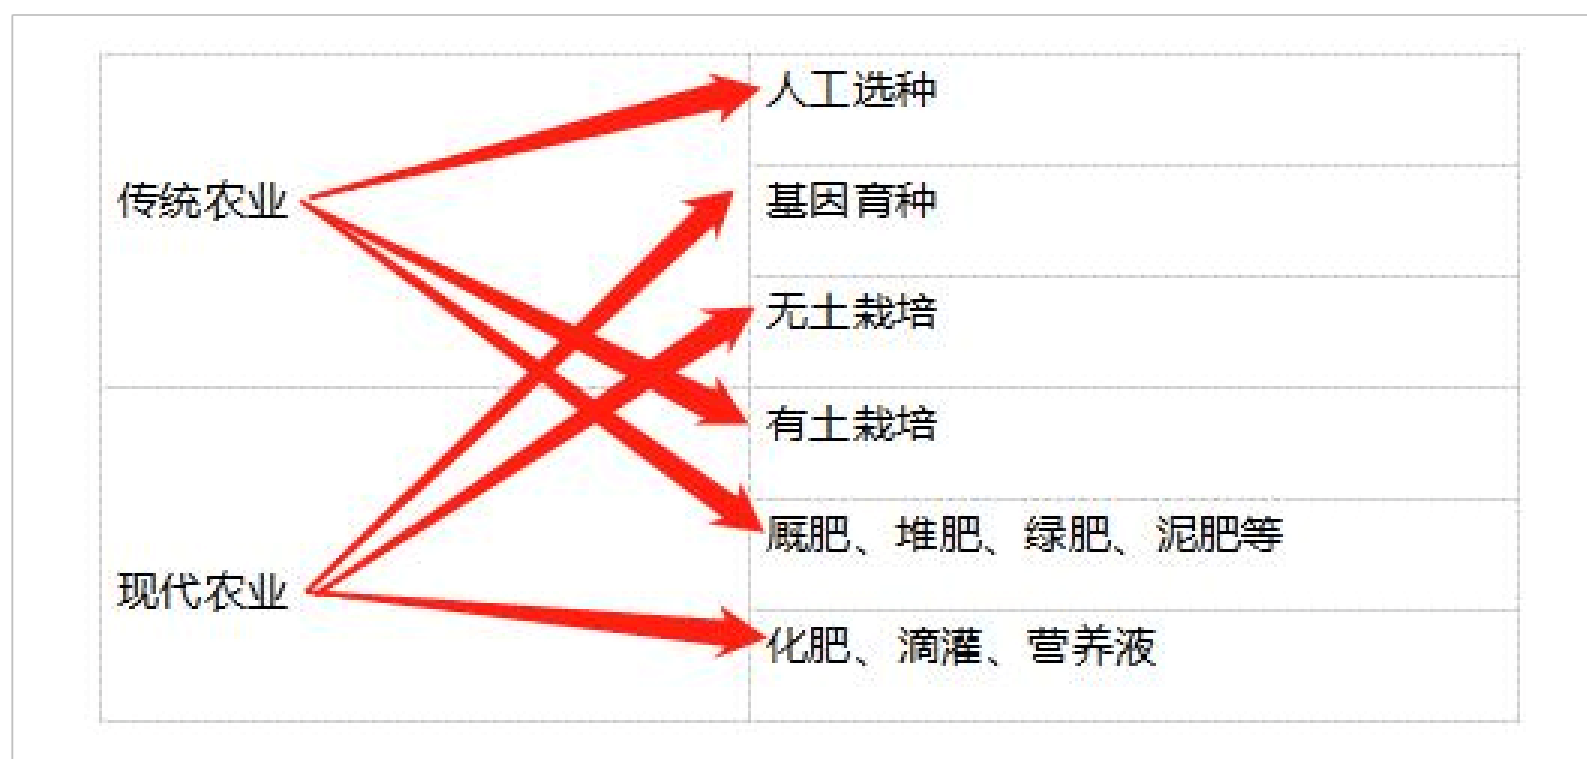 人工选种
传统农业
基因育种
无土栽培
有土栽培
厩肥、堆肥、绿肥、泥肥等
现代农业
化肥、滴灌、营养液